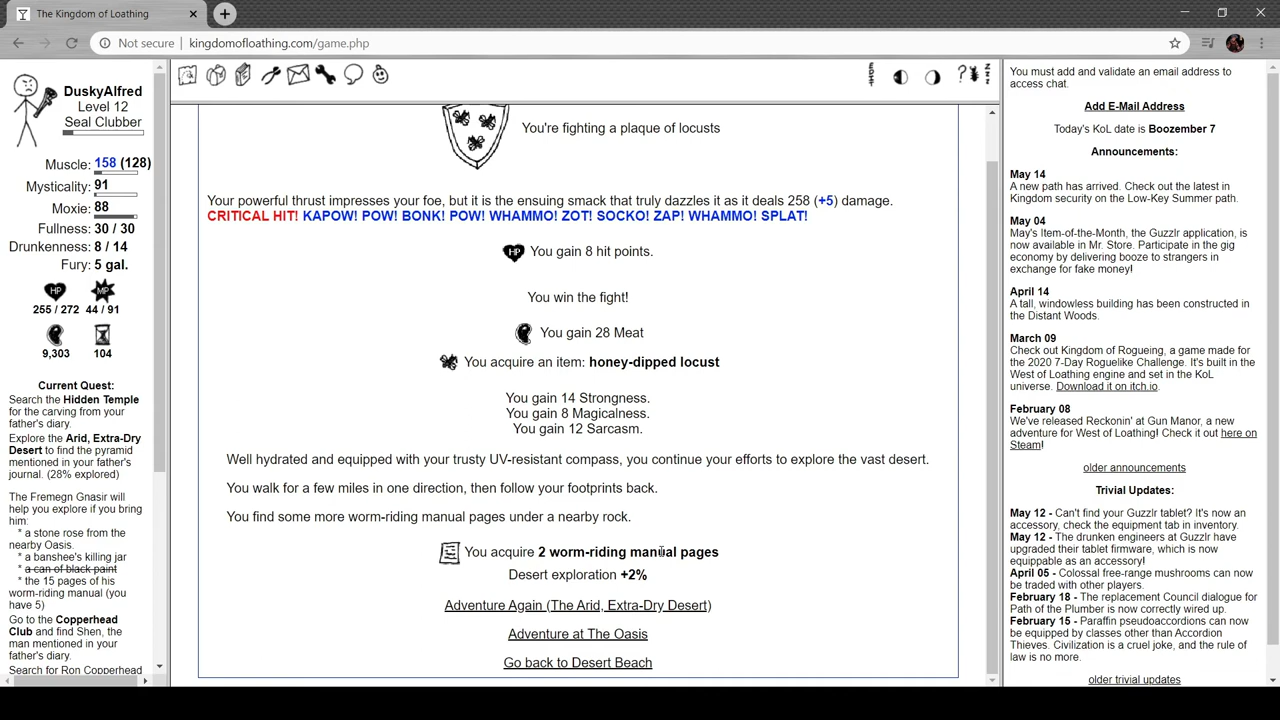 The Kingdom of Loathing
Not secure
kingdomofloathing.com/game.php
DuskyAlfred
Level 12
Seal Clubber
Muscle: 158 (128)
Mysticality: 91
Moxie: 88
Fullness: 30 / 30
Drunkenness: 8 / 14
Fury: 5 gal.
HP MP
255 / 272 44 / 91
9,303 104
Current Quest:
Search the Hidden Temple
for the carving from your
father's diary.
Explore the Arid, Extra-Dry
Desert to find the pyramid
mentioned in your father's
journal. (28% explored)
The Fremegn Gnasir will
help you explore if you bring
him:
* a stone rose from the
nearby Oasis.
* a banshee's killing jar
* a can of black paint
* the 15 pages of his
worm-riding manual (you
have 5)
Go to the Copperhead
Club and find Shen, the
man mentioned in your
father's diary.
Search for Ron Copperhead
You're fighting a plaque of locusts
Your powerful thrust impresses your foe, but it is the ensuing smack that truly dazzles it as it deals 258 (+5) damage.
CRITICAL HIT! KAPOW! POW! BONK! POW! WHAMMO! ZOT! SOCKO! ZAP! WHAMMO! SPLAT!
HP You gain 8 hit points.
You win the fight!
You gain 28 Meat
You acquire an item: honey-dipped locust
You gain 14 Strongness.
You gain 8 Magicalness.
You gain 12 Sarcasm.
Well hydrated and equipped with your trusty UV-resistant compass, you continue your efforts to explore the vast desert.
You walk for a few miles in one direction, then follow your footprints back.
You find some more worm-riding manual pages under a nearby rock.
You acquire 2 worm-riding manual pages
Desert exploration +2%
Adventure Again (The Arid, Extra-Dry Desert)
Adventure at The Oasis
Go back to Desert Beach
You must add and validate an email address to
access chat.
Add E-Mail Address
Today's KoL date is Boozember 7
Announcements:
May 14
A new path has arrived. Check out the latest in
Kingdom security on the Low-Key Summer path.
May 04
May's Item-of-the-Month, the Guzzlr application, is
now available in Mr. Store. Participate in the gig
economy by delivering booze to strangers in
exchange for fake money!
April 14
A tall, windowless building has been constructed in
the Distant Woods.
March 09
Check out Kingdom of Rogueing, a game made for
the 2020 7-Day Roguelike Challenge. It's built in the
West of Loathing engine and set in the KoL
universe. Download it on itch.io.
February 08
We've released Reckonin' at Gun Manor, a new
adventure for West of Loathing! Check it out here on
Steam!
older announcements
Trivial Updates:
May 12 - Can't find your Guzzlr tablet? It's now an
accessory, check the equipment tab in inventory.
May 12 - The drunken engineers at Guzzlr have
upgraded their tablet firmware, which is now
equippable as an accessory!
April 05 - Colossal free-range mushrooms can now
be traded with other players.
February 18 - The replacement Council dialogue for
Path of the Plumber is now correctly wired up.
February 15 - Paraffin pseudoaccordions can now
be equipped by classes other than Accordion
Thieves. Civilization is a cruel joke, and the rule of
law is no more.
older trivial updates